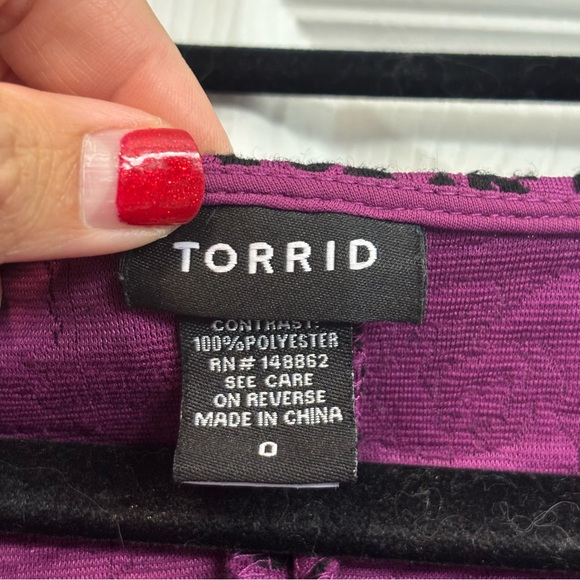 TORRID
CONTRAST:
100%POLYESTER
RN# 148862
SEE CARE
ON REVERSE
MADE IN CHINA
0